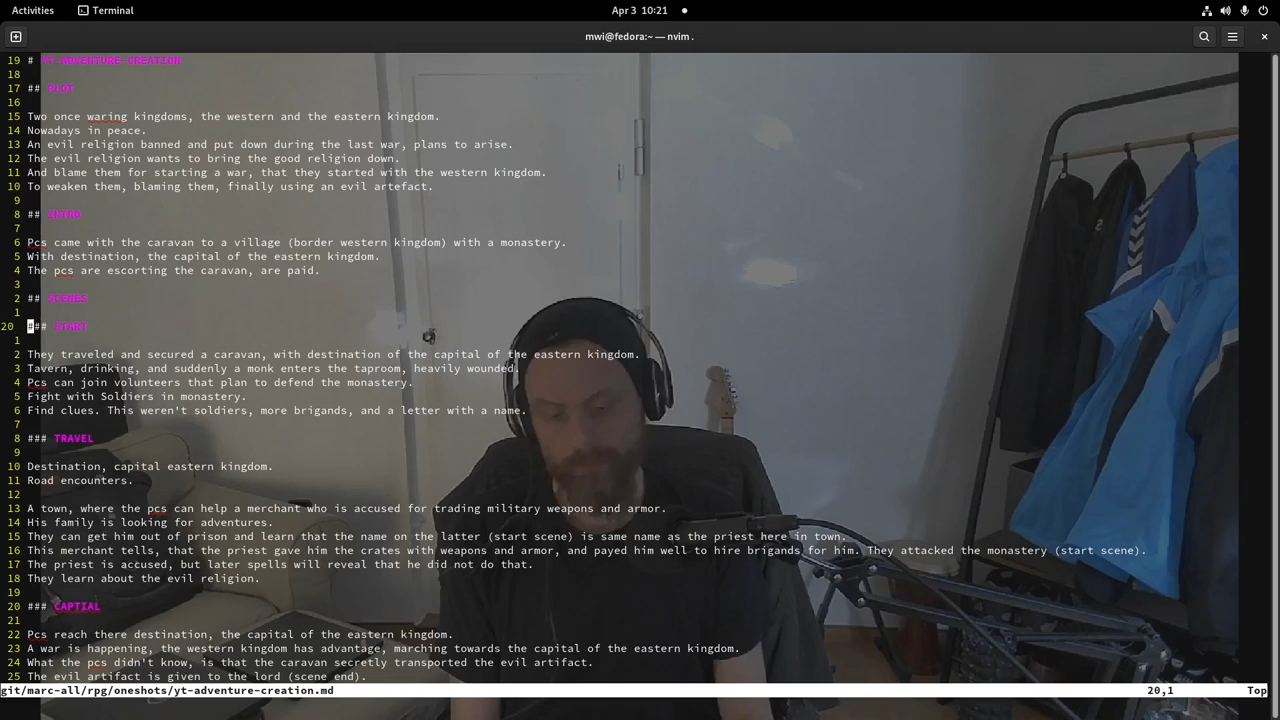 Activities Terminal Apr 3 10:21
mwi@fedora:~ — nvim .
19 # YT-ADVENTURE-CREATION
18
17 ## PLOT
16
15 Two once waring kingdoms, the western and the eastern kingdom.
14 Nowadays in peace.
13 An evil religion banned and put down during the last war, plans to arise.
12 The evil religion wants to bring the good religion down.
11 And blame them for starting a war, that they started with the western kingdom.
10 To weaken them, blaming them, finally using an evil artefact.
9
8 ## INTRO
7
6 Pcs came with the caravan to a village (border western kingdom) with a monastery.
5 With destination, the capital of the eastern kingdom.
4 The pcs are escorting the caravan, are paid.
3
2 ## SCENES
1
20 ### START
1
2 They traveled and secured a caravan, with destination of the capital of the eastern kingdom.
3 Tavern, drinking, and suddenly a monk enters the taproom, heavily wounded.
4 Pcs can join volunteers that plan to defend the monastery.
5 Fight with Soldiers in monastery.
6 Find clues. This weren't soldiers, more brigands, and a letter with a name.
7
8 ### TRAVEL
9
10 Destination, capital eastern kingdom.
11 Road encounters.
12
13 A town, where the pcs can help a merchant who is accused for trading military weapons and armor.
14 His family is looking for adventures.
15 They can get him out of prison and learn that the name on the latter (start scene) is same name as the priest here in town.
16 This merchant tells, that the priest gave him the crates with weapons and armor, and payed him well to hire brigands for him. They attacked the monastery (start scene).
17 The priest is accused, but later spells will reveal that he did not do that.
18 They learn about the evil religion.
19
20 ### CAPTIAL
21
22 Pcs reach there destination, the capital of the eastern kingdom.
23 A war is happening, the western kingdom has advantage, marching towards the capital of the eastern kingdom.
24 What the pcs didn't know, is that the caravan secretly transported the evil artifact.
25 The evil artifact is given to the lord (scene end).
git/marc-all/rpg/oneshots/yt-adventure-creation.md 20,1 Top